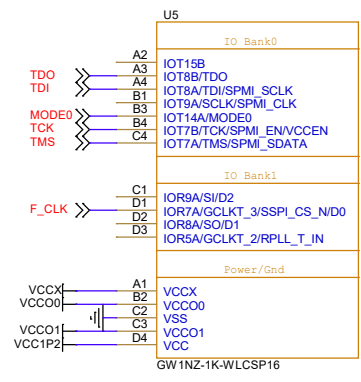 U5
IO Bank0
A2 IOT15B
TDO A3 IOT8B/TDO
TDI A4 IOT8A/TDI/SPMI_SCLK
B1 IOT9A/SCLK/SPMI_CLK
MODE0 B3 IOT14A/MODE0
TCK B4 IOT7B/TCK/SPMI_EN/VCCEN
TMS C4 IOT7A/TMS/SPMI_SDATA
IO Bank1
C1 IOR9A/SI/D2
F_CLK D1 IOR7A/GCLKT_3/SSPI_CS_N/D0
D2 IOR8A/SO/D1
D3 IOR5A/GCLKT_2/RPLL_T_IN
Power/Gnd
VCCX A1 VCCX
VCCO0 B2 VCCO0
C2 VSS
VCCO1 C3 VCCO1
VCC1P2 D4 VCC
GW1NZ-1K-WLCSP16